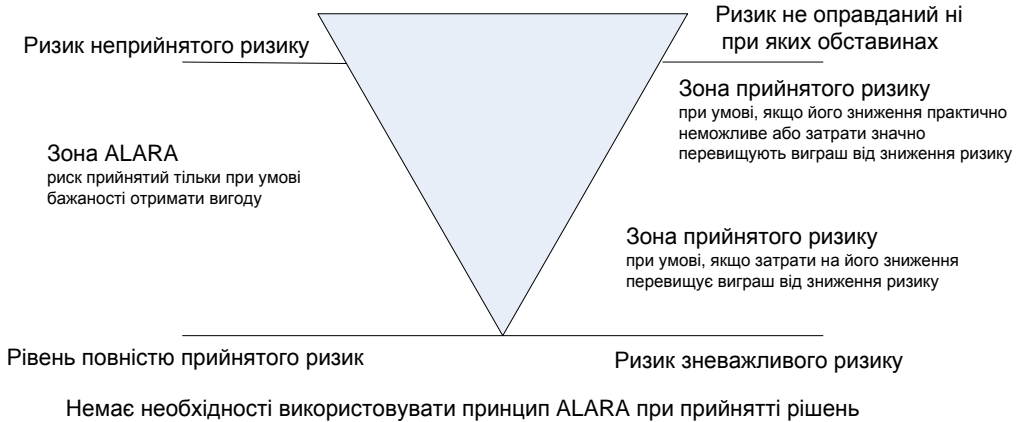 Ризик неприйнятого ризику
Ризик не оправданий ні
при яких обставинах
Зона прийнятого ризику
при умові, якщо його зниження практично
неможливе або затрати значно
перевищують виграш від зниження ризику
Зона ALARA
риск прийнятий тільки при умові
бажаності отримати вигоду
Зона прийнятого ризику
при умові, якщо затрати на його зниження
перевищує виграш від зниження ризику
Рівень повністю прийнятого ризик
Ризик зневажливого ризику
Немає необхідності використовувати принцип ALARA при прийнятті рішень